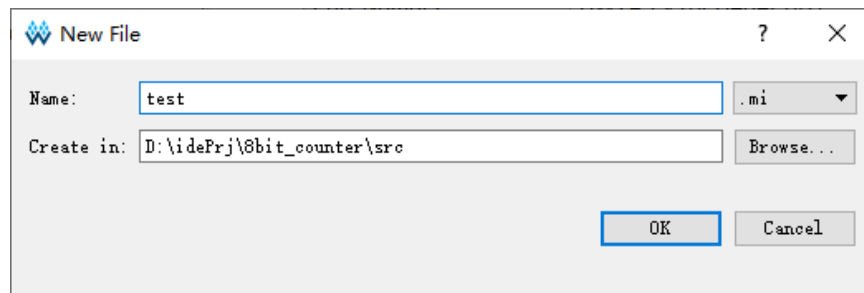 New File
?
Name:
test
.mi
Create in:
D:\idePrj\8bit_counter\src
Browse...
OK
Cancel